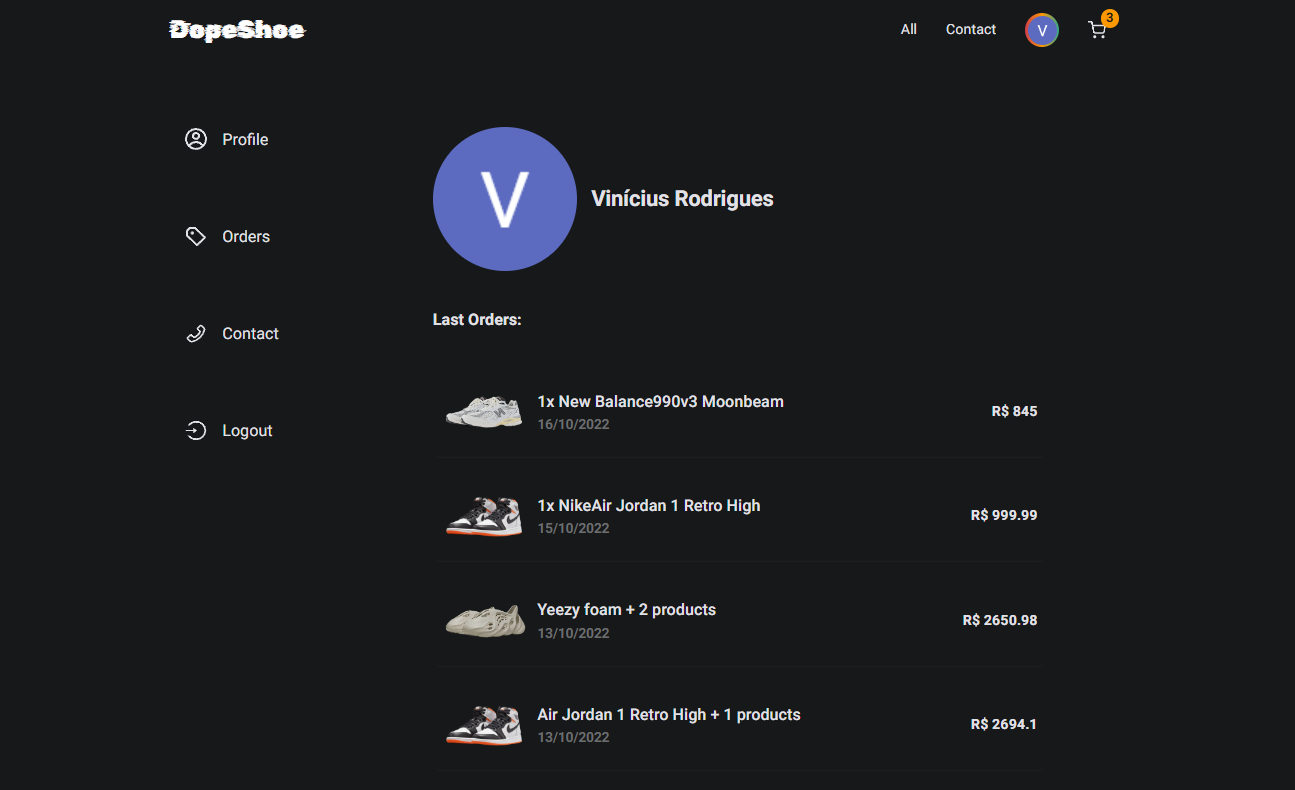 DopeShoe
All
Contact
V
3
Profile
Orders
Contact
Logout
V
Vinícius Rodrigues
Last Orders:
1x New Balance990v3 Moonbeam
16/10/2022
R$ 845
1x NikeAir Jordan 1 Retro High
15/10/2022
R$ 999.99
Yeezy foam + 2 products
13/10/2022
R$ 2650.98
Air Jordan 1 Retro High + 1 products
13/10/2022
R$ 2694.1